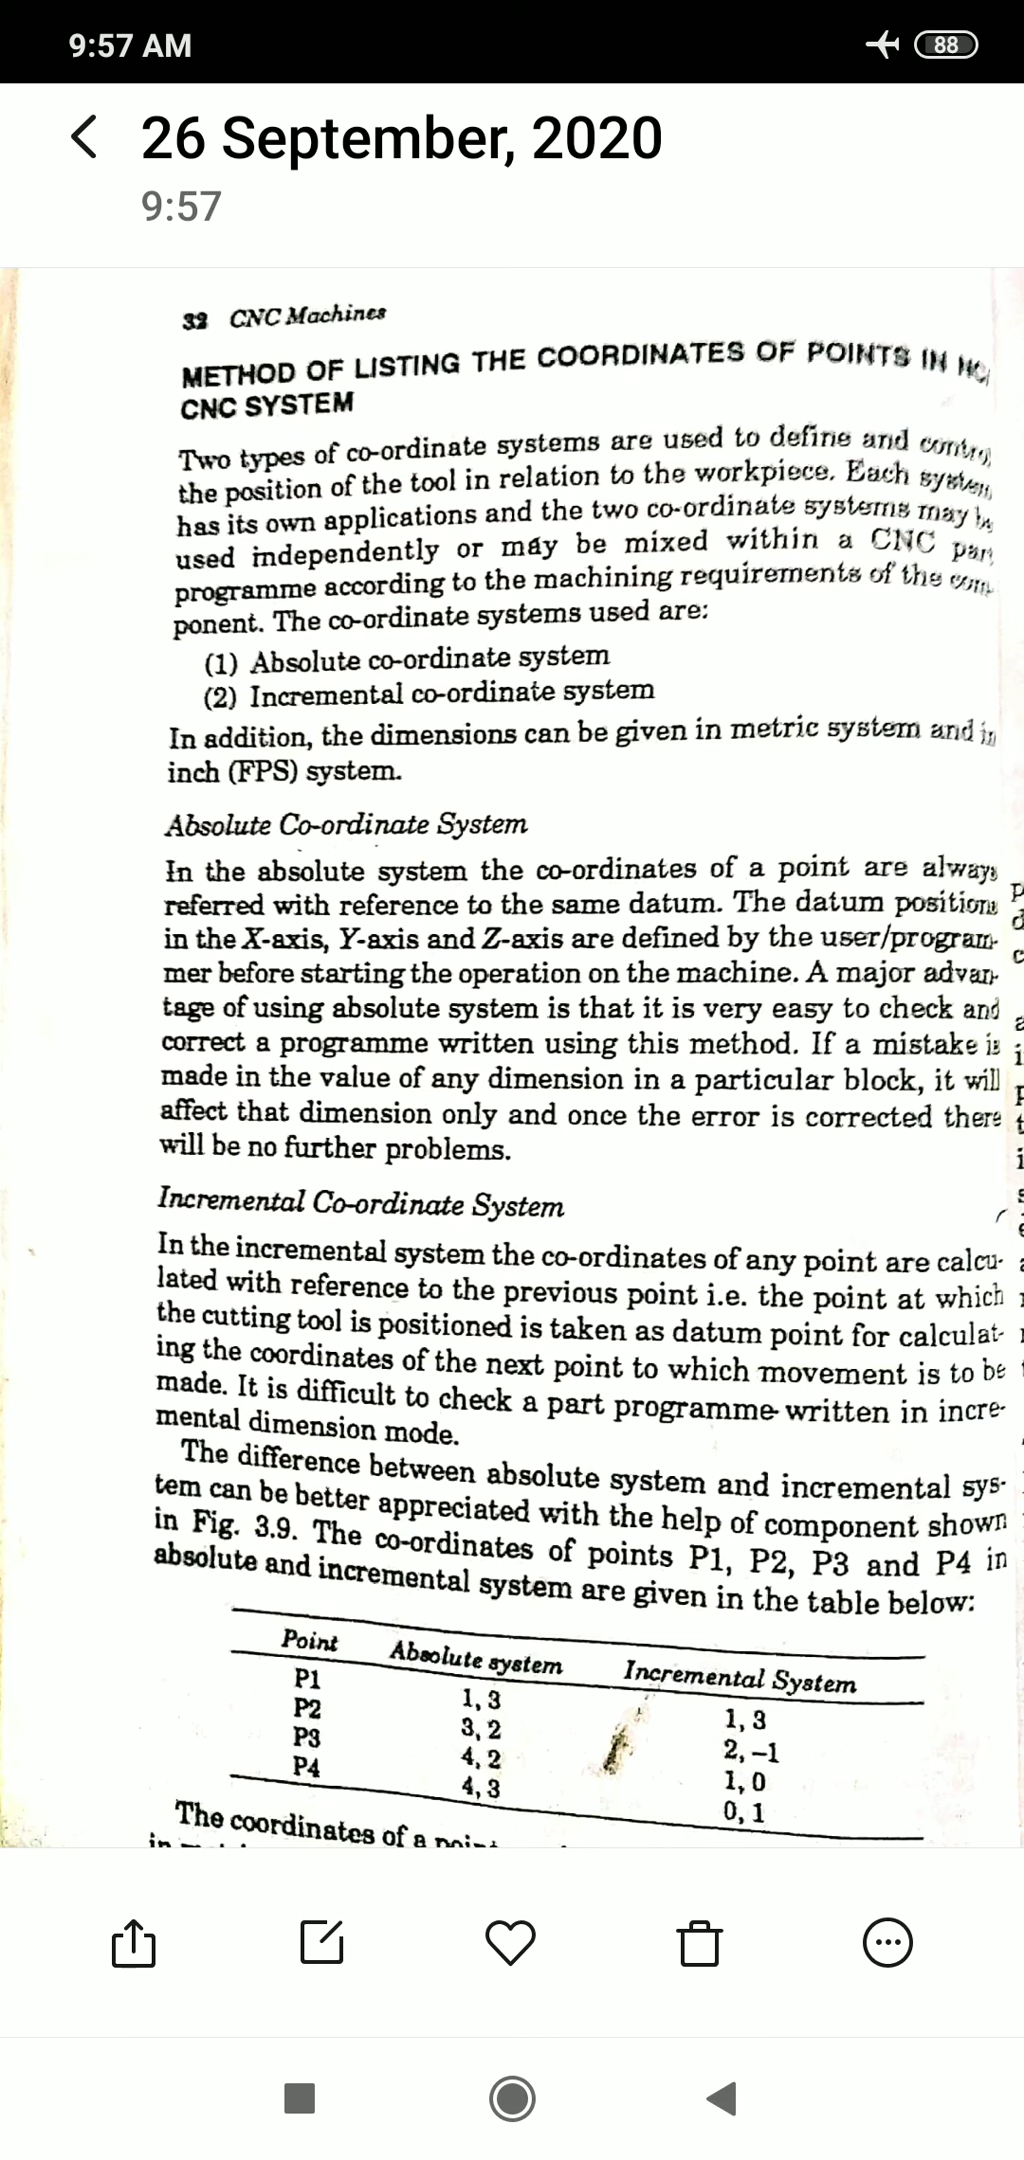 9:57 AM
88
26 September, 2020
9:57
32 CNC Machines
METHOD OF LISTING THE COORDINATES OF POINTS IN NC/
CNC SYSTEM
Two types of co-ordinate systems are used to define and control
the position of the tool in relation to the workpiece. Each system
has its own applications and the two co-ordinate systems may be
used independently or may be mixed within a CNC part
programme according to the machining requirements of the com-
ponent. The co-ordinate systems used are:
(1) Absolute co-ordinate system
(2) Incremental co-ordinate system
In addition, the dimensions can be given in metric system and in
inch (FPS) system.
Absolute Co-ordinate System
In the absolute system the co-ordinates of a point are always
referred with reference to the same datum. The datum positions
in the X-axis, Y-axis and Z-axis are defined by the user/program-
mer before starting the operation on the machine. A major advan-
tage of using absolute system is that it is very easy to check and
correct a programme written using this method. If a mistake is
made in the value of any dimension in a particular block, it will
affect that dimension only and once the error is corrected there
will be no further problems.
Incremental Co-ordinate System
In the incremental system the co-ordinates of any point are calcu-
lated with reference to the previous point i.e. the point at which
the cutting tool is positioned is taken as datum point for calculat-
ing the coordinates of the next point to which movement is to be
made. It is difficult to check a part programme written in incre-
mental dimension mode.
The difference between absolute system and incremental sys-
tem can be better appreciated with the help of component shown
in Fig. 3.9. The co-ordinates of points P1, P2, P3 and P4 in
absolute and incremental system are given in the table below:
Point Absolute system Incremental System
P1 1, 3 1, 3
P2 3, 2 2, -1
P3 4, 2 1, 0
P4 4, 3 0, 1
The coordinates of a